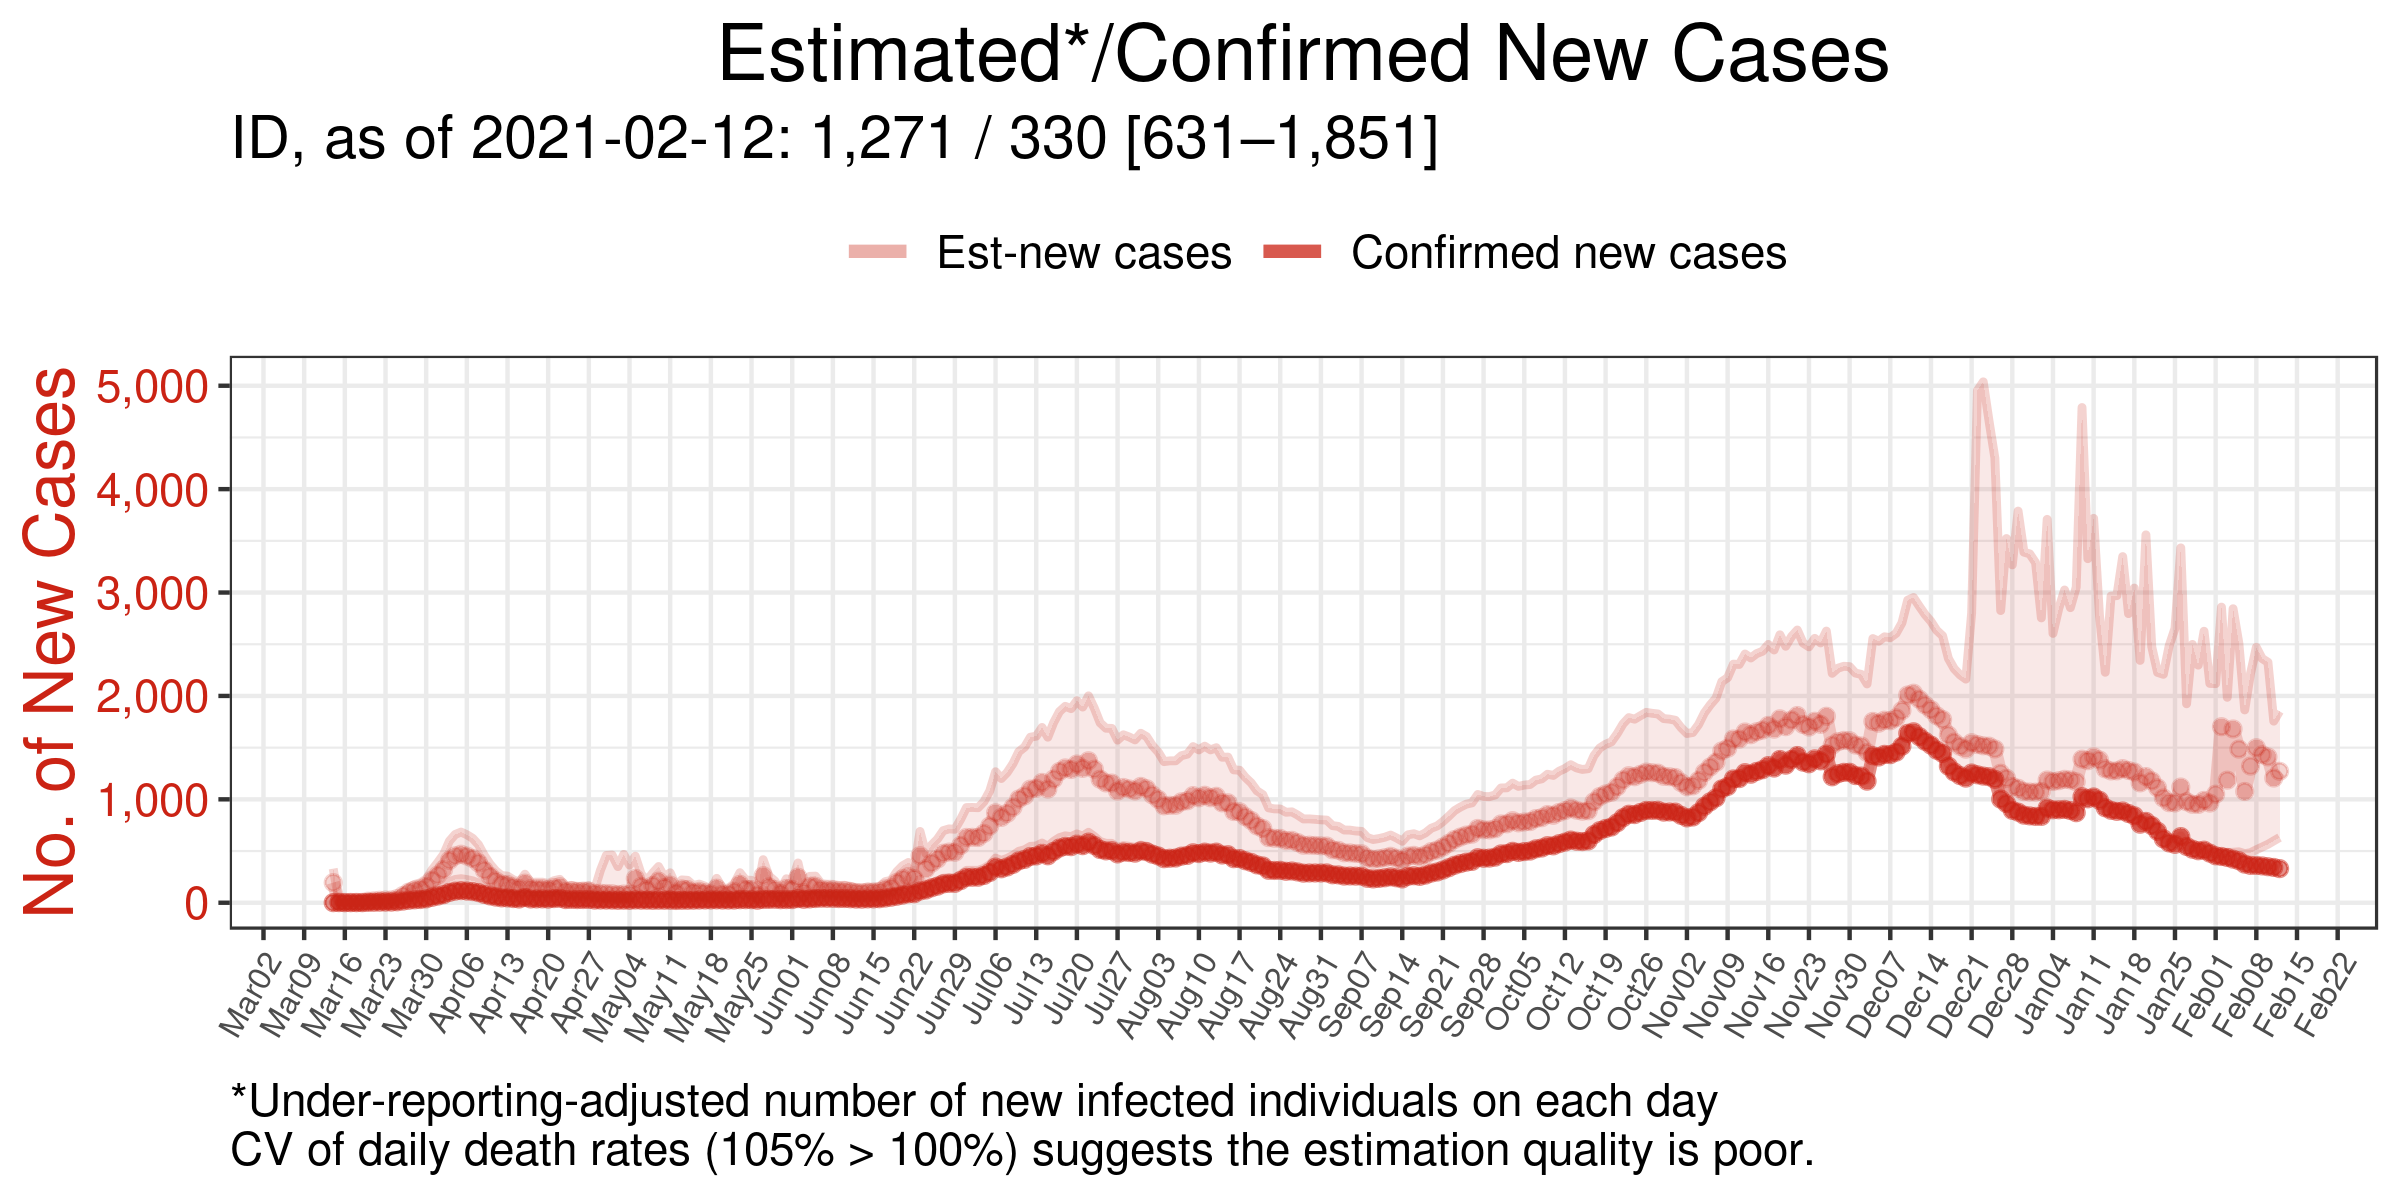 Estimated*/Confirmed New Cases
ID, as of 2021-02-12: 1,271 / 330 [631–1,851]
Est-new cases
Confirmed new cases
No. of New Cases
5,000
4,000
3,000
2,000
1,000
0
Mar02
Mar09
Mar16
Mar23
Mar30
Apr06
Apr13
Apr20
Apr27
May04
May11
May18
May25
Jun01
Jun08
Jun15
Jun22
Jun29
Jul06
Jul13
Jul20
Jul27
Aug03
Aug10
Aug17
Aug24
Aug31
Sep07
Sep14
Sep21
Sep28
Oct05
Oct12
Oct19
Oct26
Nov02
Nov09
Nov16
Nov23
Nov30
Dec07
Dec14
Dec21
Dec28
Jan04
Jan11
Jan18
Jan25
Feb01
Feb08
Feb15
Feb22
*Under-reporting-adjusted number of new infected individuals on each day
CV of daily death rates (105% > 100%) suggests the estimation quality is poor.